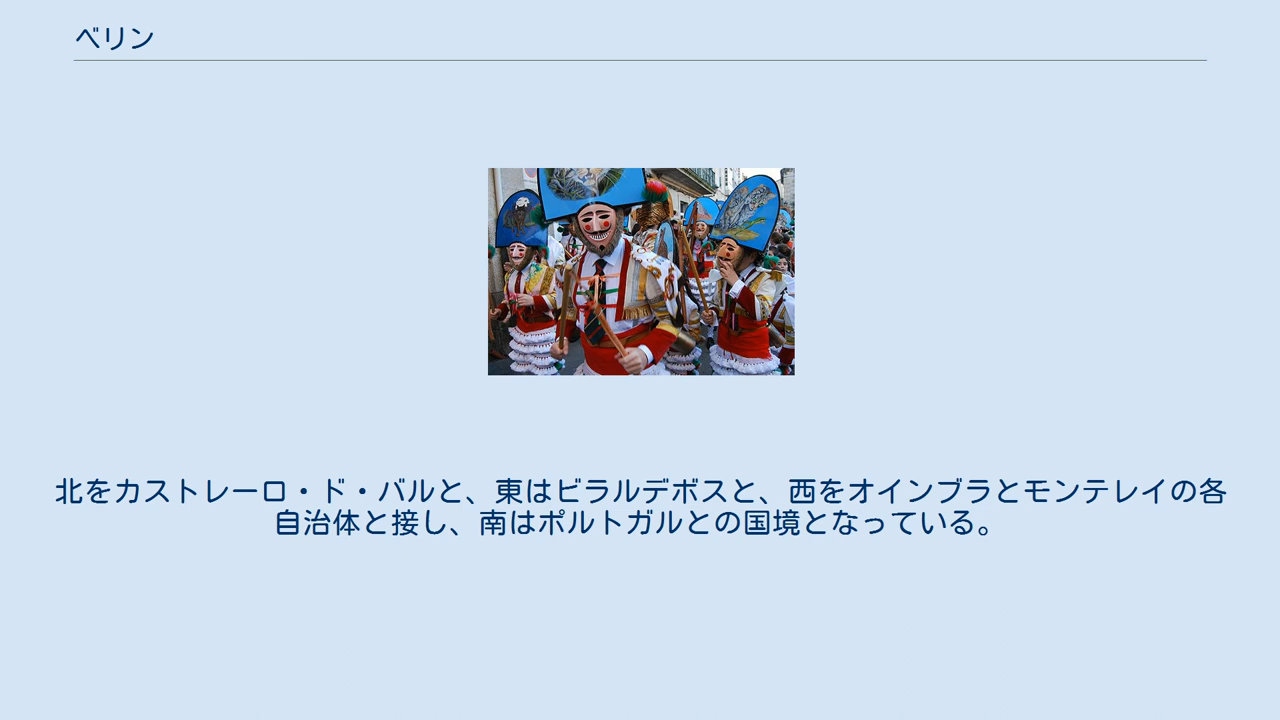 ベリン
北をカストレーロ・ド・バルと、東はビラルデボスと、西をオインブラとモンテレイの各
自治体と接し、南はポルトガルとの国境となっている。